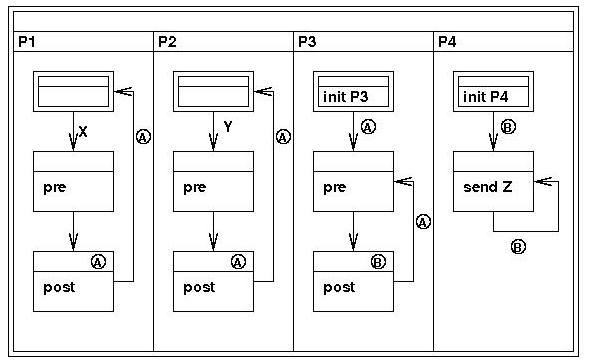 P1 P2 P3 P4
init P3 init P4
X Y A B
A A
pre pre pre send Z
A
A A B B
post post post